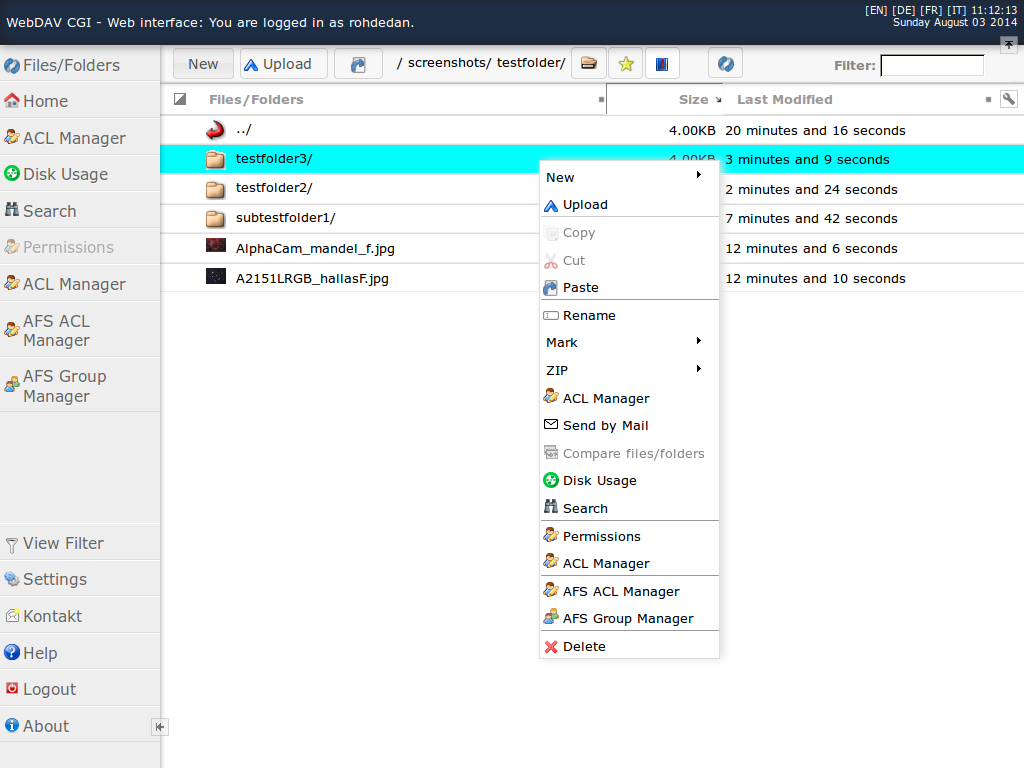 WebDAV CGI - Web interface: You are logged in as rohdedan.
[EN] [DE] [FR] [IT] 11:12:13
Sunday August 03 2014
Files/Folders
Home
ACL Manager
Disk Usage
Search
Permissions
ACL Manager
AFS ACL
Manager
AFS Group
Manager
View Filter
Settings
Kontakt
Help
Logout
About
New
Upload
/ screenshots/ testfolder/
Filter:
Files/Folders Size Last Modified
../ 4.00KB 20 minutes and 16 seconds
testfolder3/ 4.00KB 3 minutes and 9 seconds
testfolder2/ 2 minutes and 24 seconds
subtestfolder1/ 7 minutes and 42 seconds
AlphaCam_mandel_f.jpg 12 minutes and 6 seconds
A2151LRGB_hallasF.jpg 12 minutes and 10 seconds
New
Upload
Copy
Cut
Paste
Rename
Mark
ZIP
ACL Manager
Send by Mail
Compare files/folders
Disk Usage
Search
Permissions
ACL Manager
AFS ACL Manager
AFS Group Manager
Delete